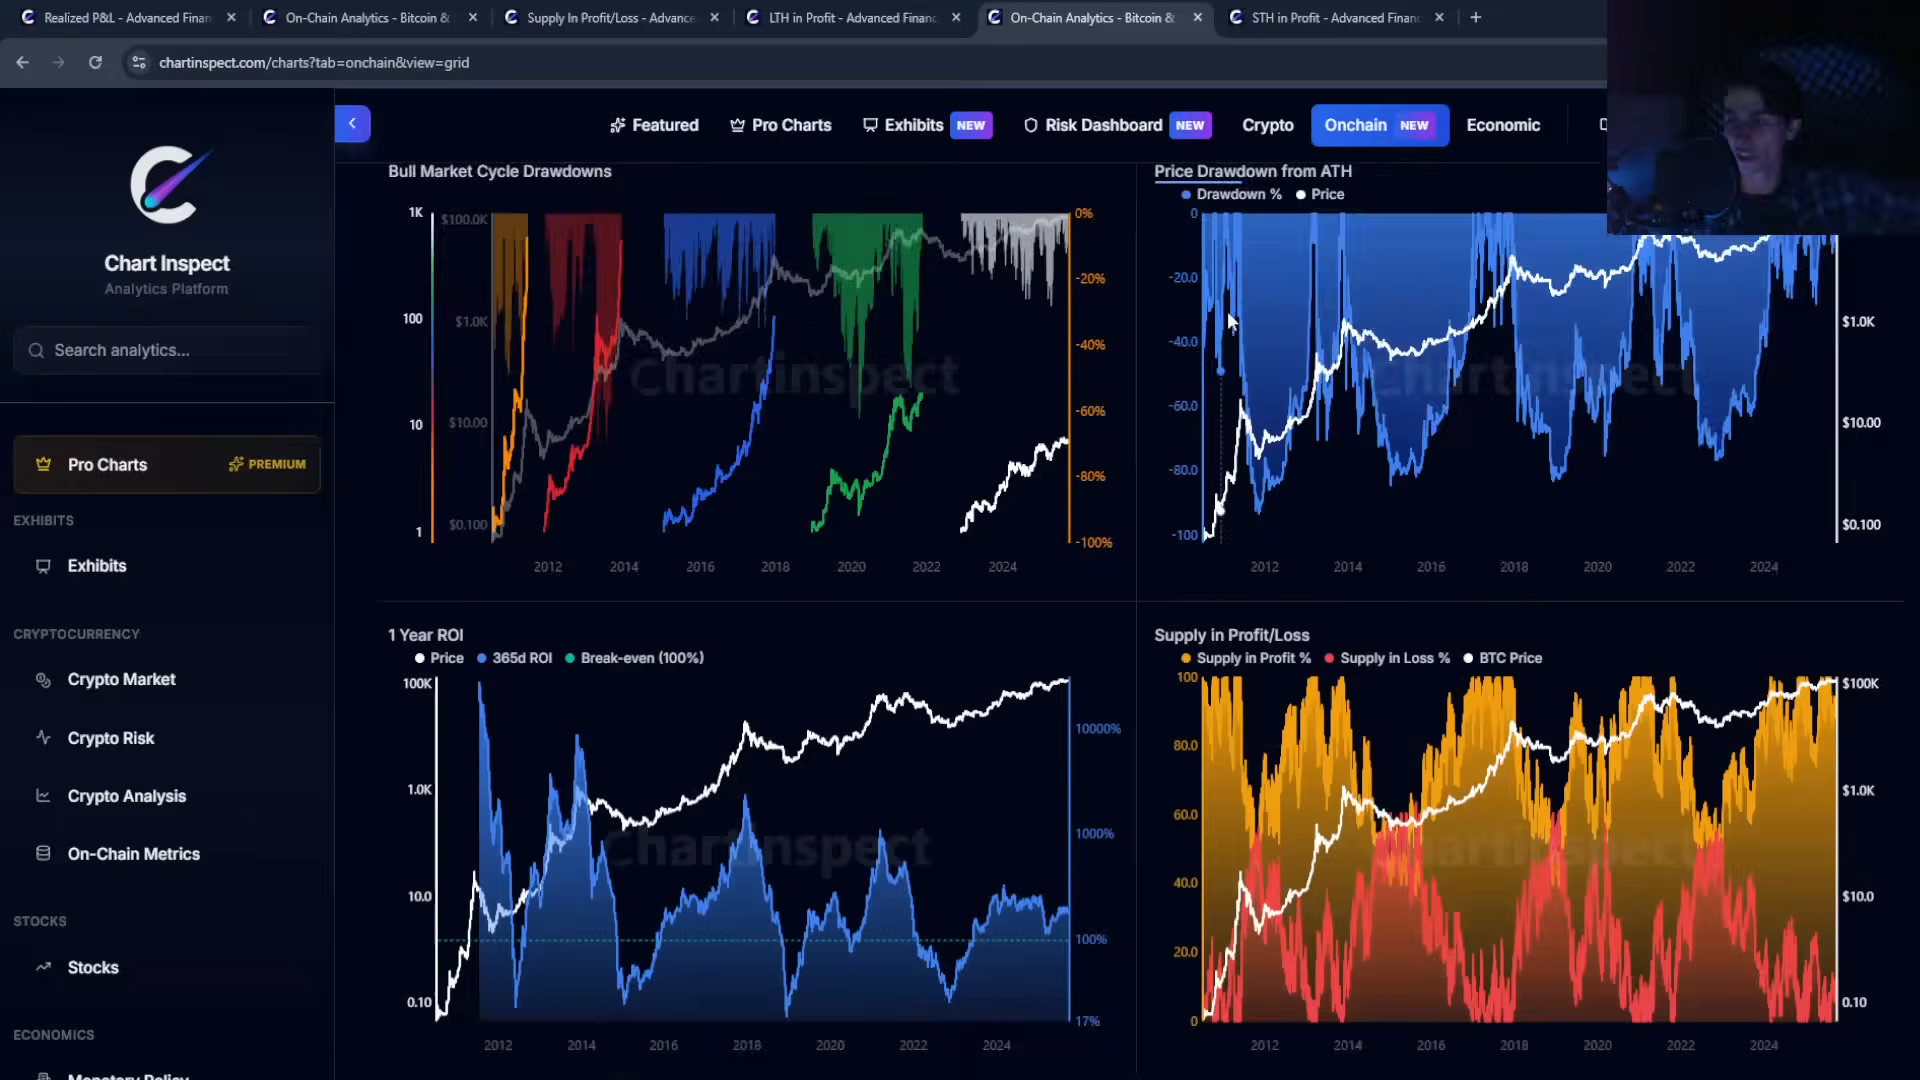 Realized P&L - Advanced Finan
On-Chain Analytics - Bitcoin &
Supply In Profit/Loss - Advance
LTH in Profit - Advanced Financ
On-Chain Analytics - Bitcoin &
STH in Profit - Advanced Financ
chartinspect.com/charts?tab=onchain&view=grid
Chart Inspect
Analytics Platform
Search analytics...
Pro Charts
PREMIUM
EXHIBITS
Exhibits
CRYPTOCURRENCY
Crypto Market
Crypto Risk
Crypto Analysis
On-Chain Metrics
STOCKS
Stocks
ECONOMICS
Monetary Policy
Featured
Pro Charts
Exhibits NEW
Risk Dashboard NEW
Crypto
Onchain NEW
Economic
Bull Market Cycle Drawdowns
1K
100
10
1
$100.0K
$1.0K
$10.00
$0.100
0%
-20%
-40%
-60%
-80%
-100%
Chartinspect
2012 2014 2016 2018 2020 2022 2024
Price Drawdown from ATH
Drawdown % Price
0
-20.0
-40.0
-60.0
-80.0
-100
$1.0K
$10.00
$0.100
Chartinspect
2012 2014 2016 2018 2020 2022 2024
1 Year ROI
Price 365d ROI Break-even (100%)
100K
1.0K
10.0
0.10
10000%
1000%
100%
17%
Chartinspect
2012 2014 2016 2018 2020 2022 2024
Supply in Profit/Loss
Supply in Profit % Supply in Loss % BTC Price
100
80.0
60.0
40.0
20.0
0
$100K
$1.0K
$10.0
0.10
Chartinspect
2012 2014 2016 2018 2020 2022 2024